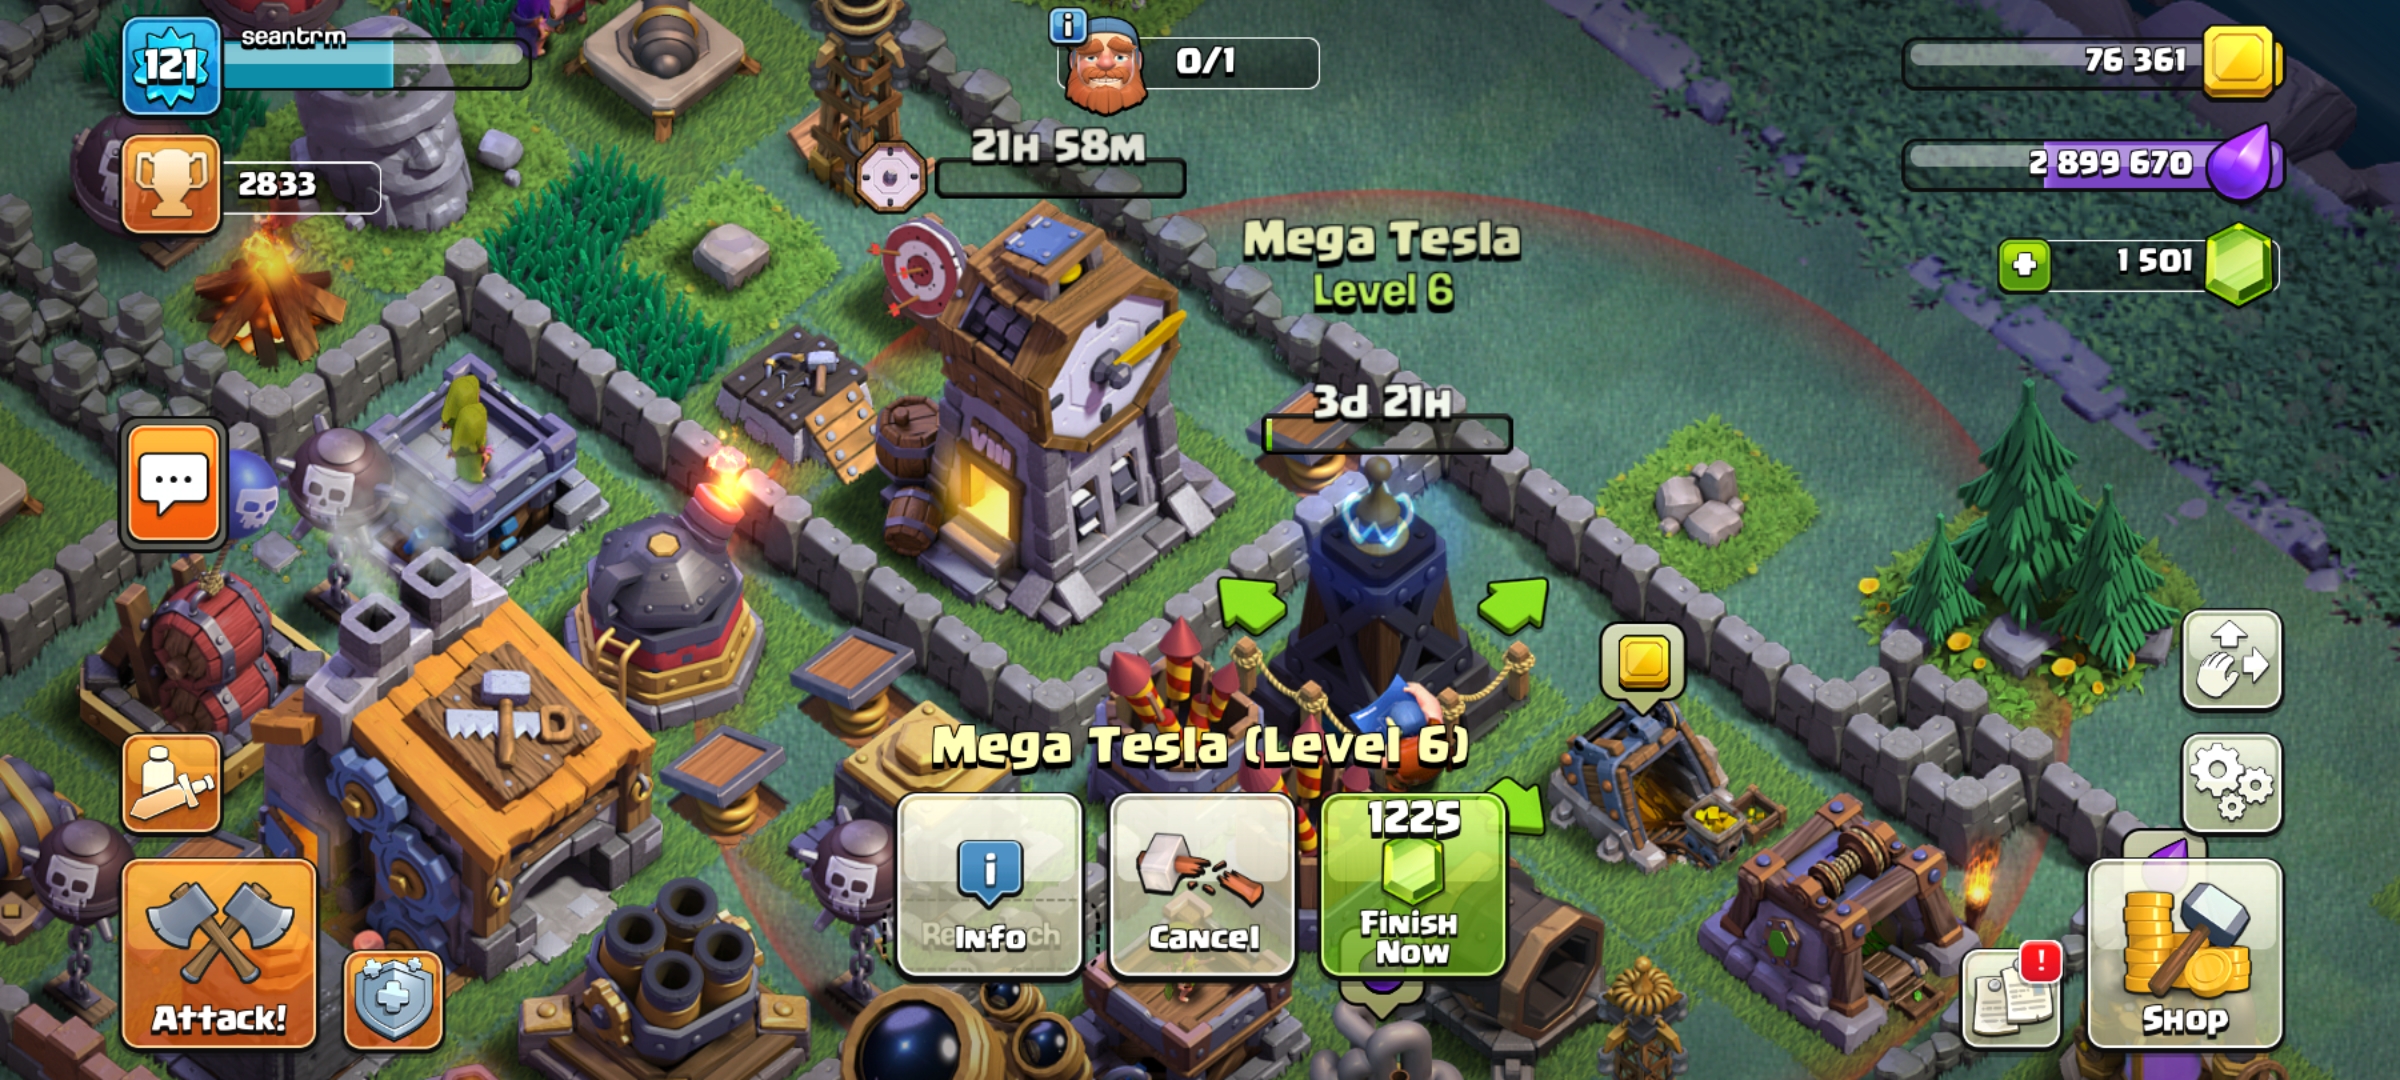 121
seantrm
0/1
76 361
21H 58M
2 899 670
2833
Mega Tesla
Level 6
1 501
3d 21H
VIII
Mega Tesla (Level 6)
1225
Info
Cancel
Finish
Now
Attack!
!
Shop